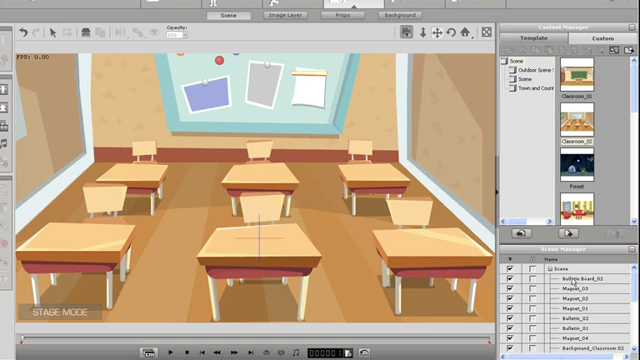 Scene
Image Layer
Props
Background
Opacity:
100
FPS: 0.00
Content Manager
Template
Custom
Scene
Outdoor Scene
Scene
Town and Count
Classroom_01
Classroom_02
Forest
Scene Manager
Name
Scene
Bulletin Board_02
Magnet_03
Magnet_02
Magnet_01
Bulletin_02
Bulletin_01
Magnet_04
Background_Classroom 02
STAGE MODE
000001